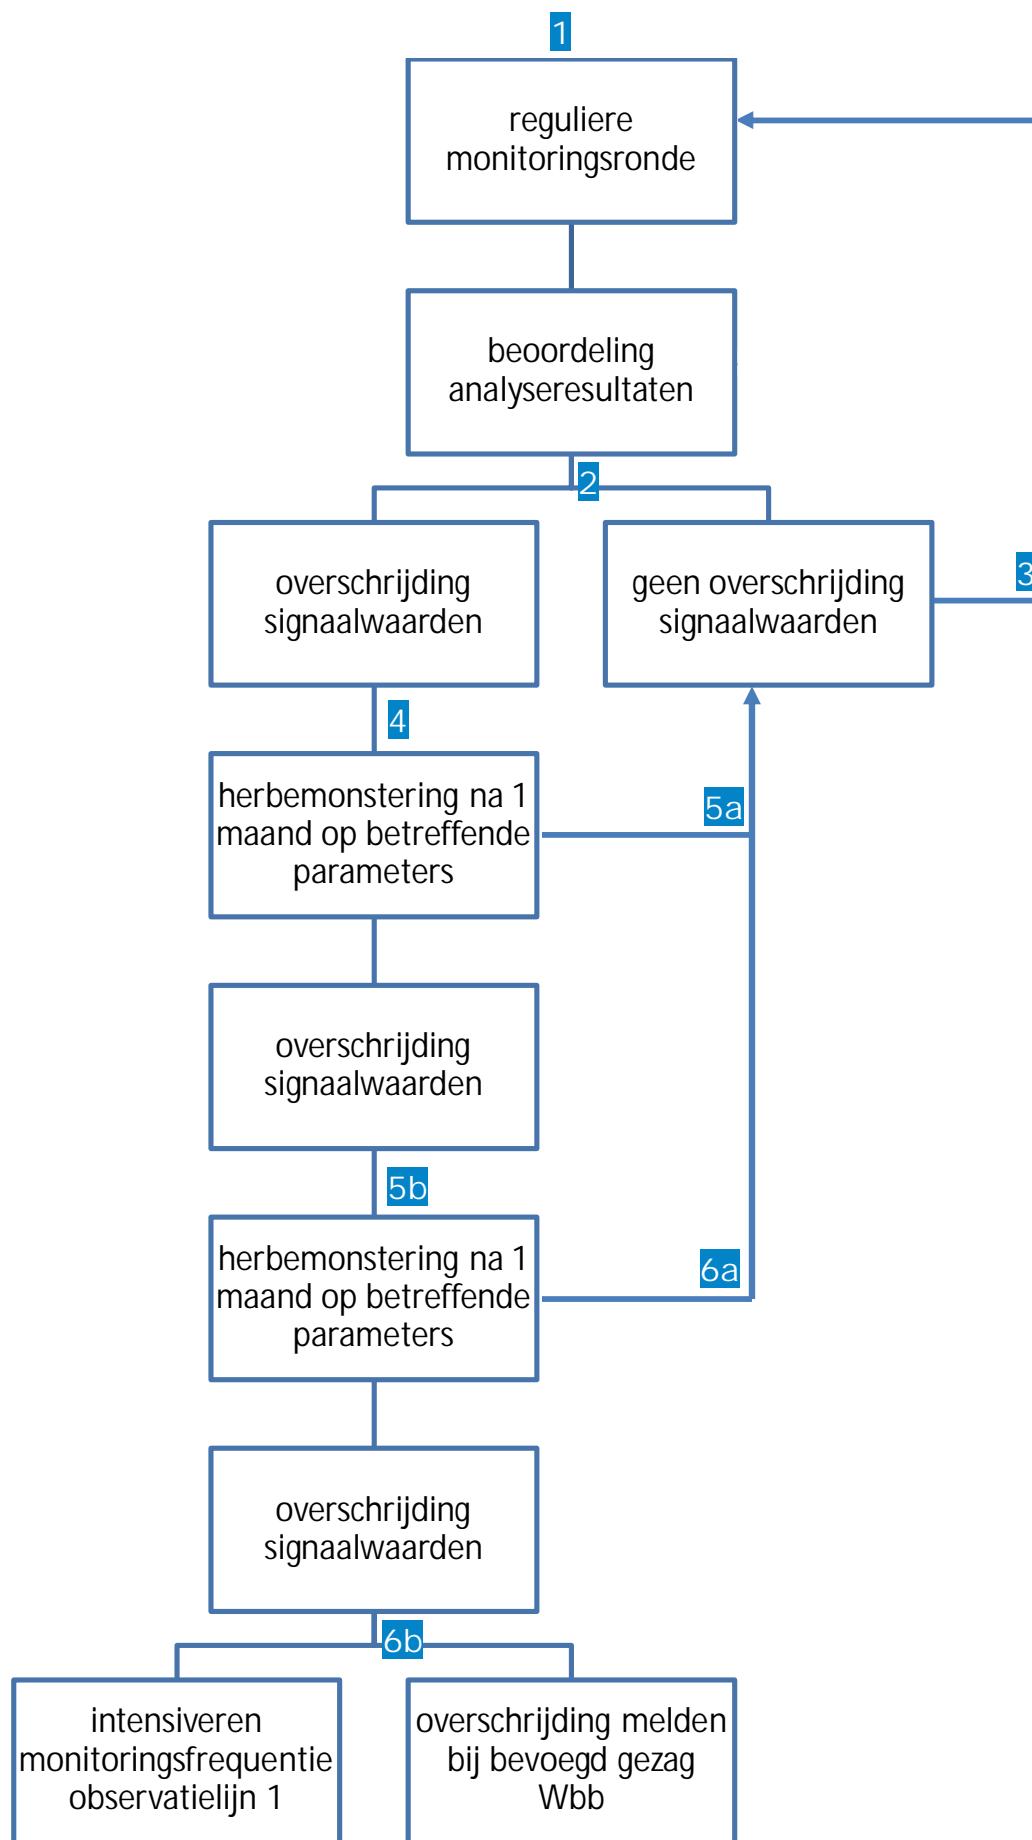 1
reguliere
monitoringsronde
beoordeling
analyseresultaten
2
overschrijding
signaalwaarden
geen overschrijding
signaalwaarden
3
4
herbemonstering na 1
maand op betreffende
parameters
5a
overschrijding
signaalwaarden
5b
herbemonstering na 1
maand op betreffende
parameters
6a
overschrijding
signaalwaarden
6b
intensiveren
monitoringsfrequentie
observatielijn 1
overschrijding melden
bij bevoegd gezag
Wbb